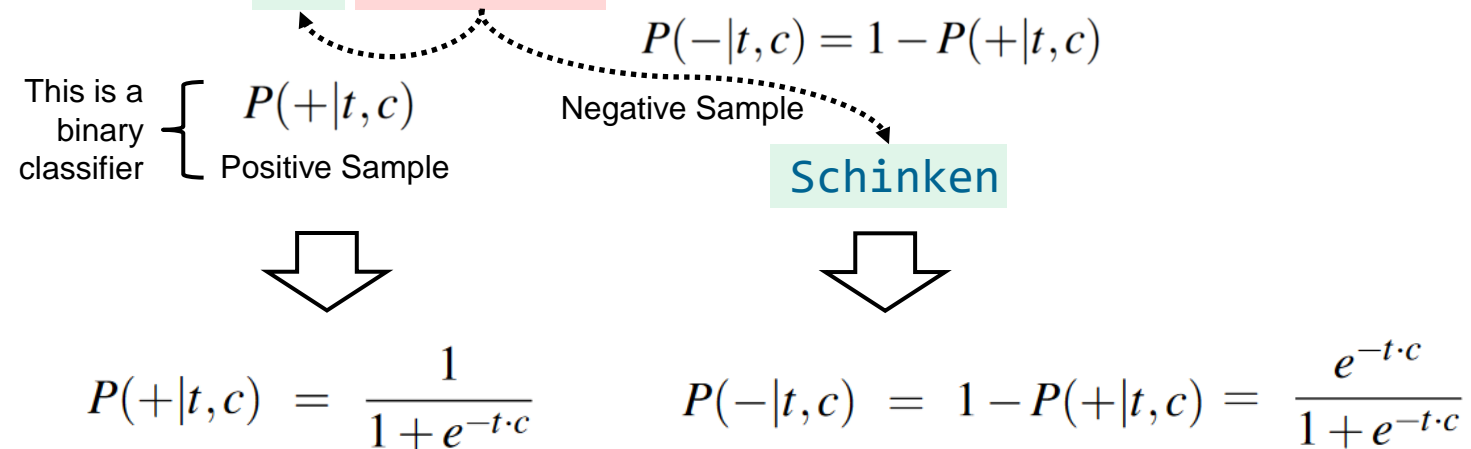 P(−|t,c) = 1 − P(+|t,c)
This is a
binary
classifier
P(+|t,c)
Positive Sample
Negative Sample
Schinken
P(+|t,c) = 1 / (1 + e^{−t·c})
P(−|t,c) = 1 − P(+|t,c) = e^{−t·c} / (1 + e^{−t·c})